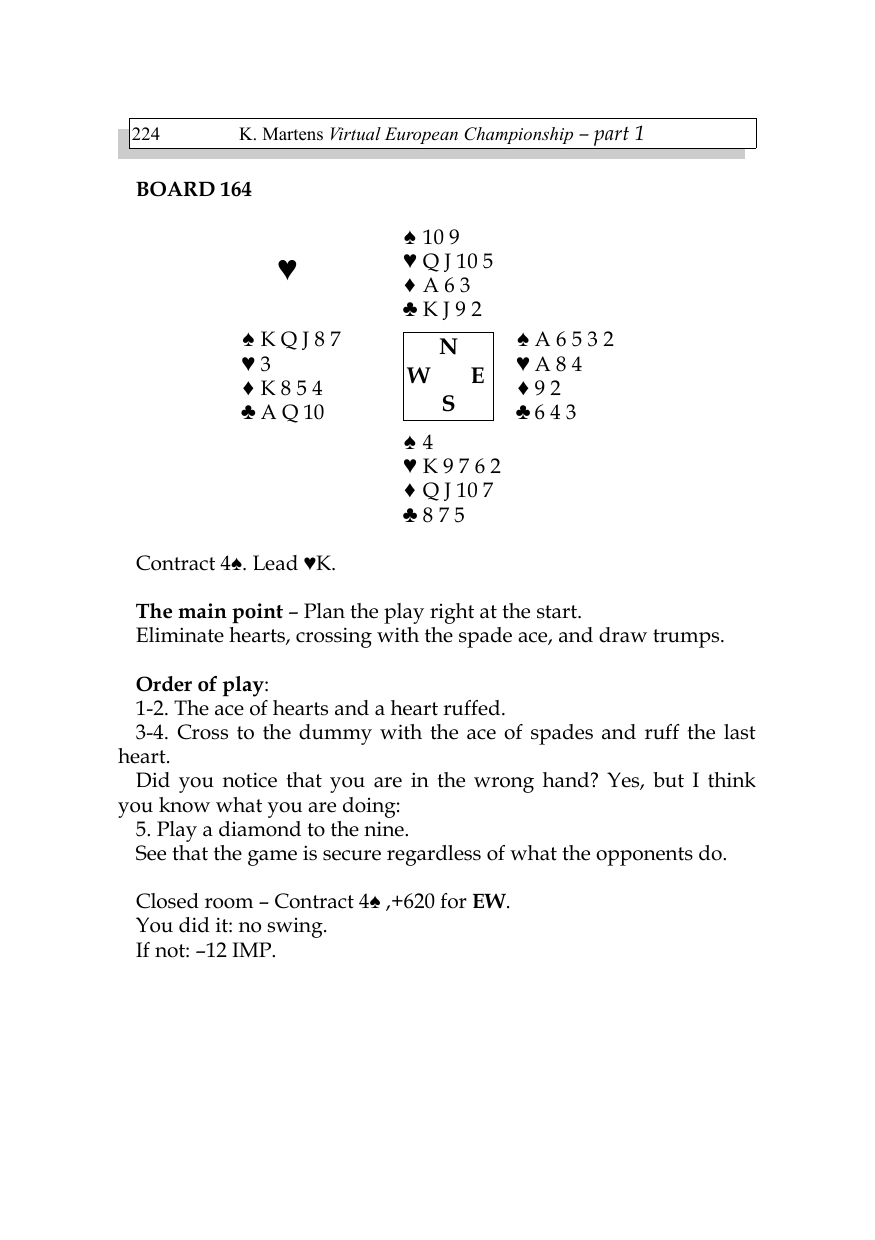 224 K. Martens Virtual European Championship – part 1
BOARD 164
♠ 10 9
♥ Q J 10 5
♦ A 6 3
♣ K J 9 2
♥
♠ K Q J 8 7
♥ 3
♦ K 8 5 4
♣ A Q 10
N
W E
S
♠ A 6 5 3 2
♥ A 8 4
♦ 9 2
♣ 6 4 3
♠ 4
♥ K 9 7 6 2
♦ Q J 10 7
♣ 8 7 5
Contract 4♠. Lead ♥K.
The main point – Plan the play right at the start.
Eliminate hearts, crossing with the spade ace, and draw trumps.
Order of play:
1-2. The ace of hearts and a heart ruffed.
3-4. Cross to the dummy with the ace of spades and ruff the last
heart.
Did you notice that you are in the wrong hand? Yes, but I think
you know what you are doing:
5. Play a diamond to the nine.
See that the game is secure regardless of what the opponents do.
Closed room – Contract 4♠ ,+620 for EW.
You did it: no swing.
If not: –12 IMP.